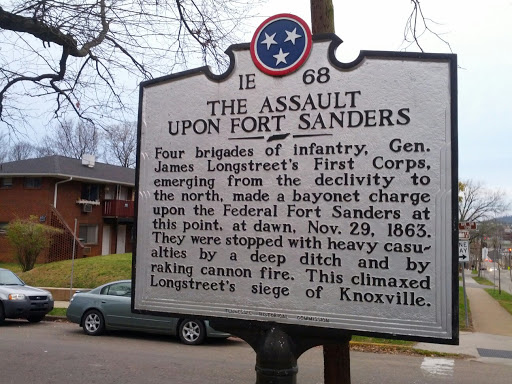 1E 68
THE ASSAULT
UPON FORT SANDERS
Four brigades of infantry, Gen.
James Longstreet's First Corps,
emerging from the declivity to
the north, made a bayonet charge
upon the Federal Fort Sanders at
this point, at dawn, Nov. 29, 1863.
They were stopped with heavy casu-
alties by a deep ditch and by
raking cannon fire. This climaxed
Longstreet's siege of Knoxville.
TENNESSEE HISTORICAL COMMISSION